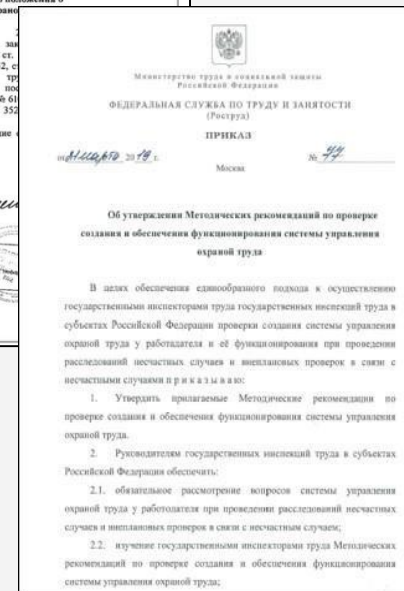 Министерство труда и социальной защиты
Российской Федерации
ФЕДЕРАЛЬНАЯ СЛУЖБА ПО ТРУДУ И ЗАНЯТОСТИ
(Роструд)
ПРИКАЗ
21 марта 2019 г.
№ 77
Москва
Об утверждении Методических рекомендаций по проверке
создания и обеспечения функционирования системы управления
охраной труда
В целях обеспечения единообразного подхода к осуществлению
государственными инспекторами труда государственных инспекций труда в
субъектах Российской Федерации проверки создания системы управления
охраной труда у работодателя и её функционирования при проведении
расследований несчастных случаев и внеплановых проверок в связи с
несчастными случаями п р и к а з ы в а ю:
1. Утвердить прилагаемые Методические рекомендации по
проверке создания и обеспечения функционирования системы управления
охраной труда.
2. Руководителям государственных инспекций труда в субъектах
Российской Федерации обеспечить:
2.1. обязательное рассмотрение вопросов системы управления
охраной труда у работодателя при проведении расследований несчастных
случаев и внеплановых проверок в связи с несчастным случаем;
2.2. изучение государственными инспекторами труда Методических
рекомендаций по проверке создания и обеспечения функционирования
системы управления охраной труда;